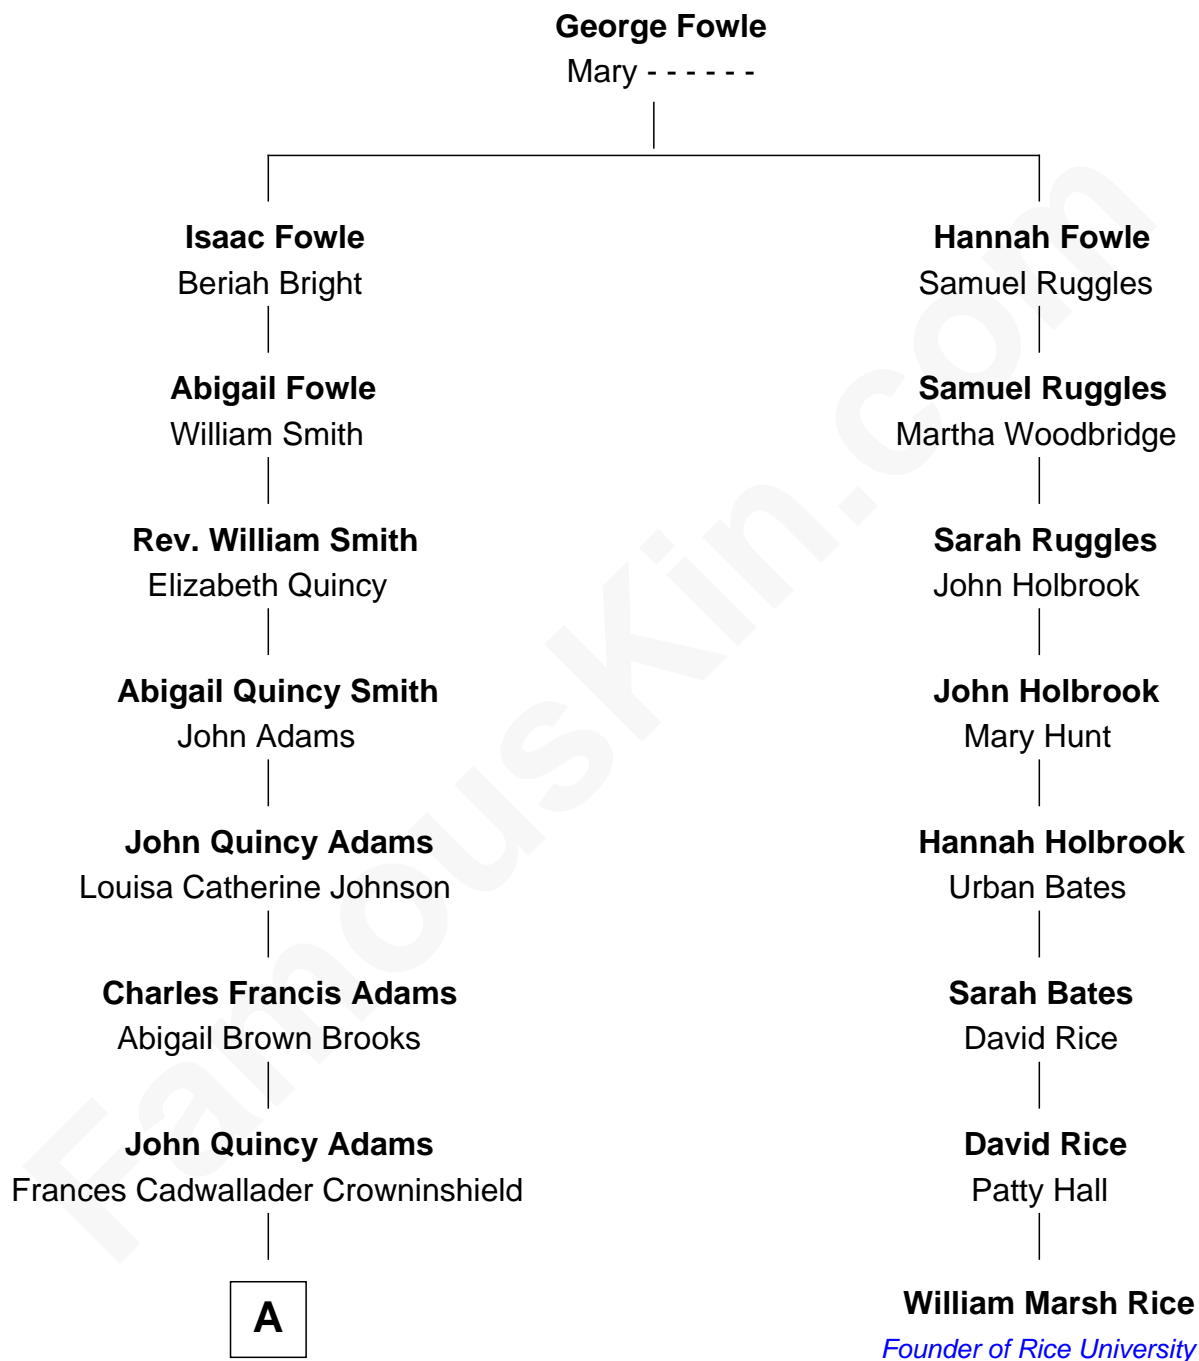 George Fowle
Mary - - - - - -
Isaac Fowle
Beriah Bright
Hannah Fowle
Samuel Ruggles
Abigail Fowle
William Smith
Samuel Ruggles
Martha Woodbridge
Rev. William Smith
Elizabeth Quincy
Sarah Ruggles
John Holbrook
Abigail Quincy Smith
John Adams
John Holbrook
Mary Hunt
John Quincy Adams
Louisa Catherine Johnson
Hannah Holbrook
Urban Bates
Charles Francis Adams
Abigail Brown Brooks
Sarah Bates
David Rice
John Quincy Adams
Frances Cadwallader Crowninshield
David Rice
Patty Hall
A
William Marsh Rice
Founder of Rice University
FamousKin.com